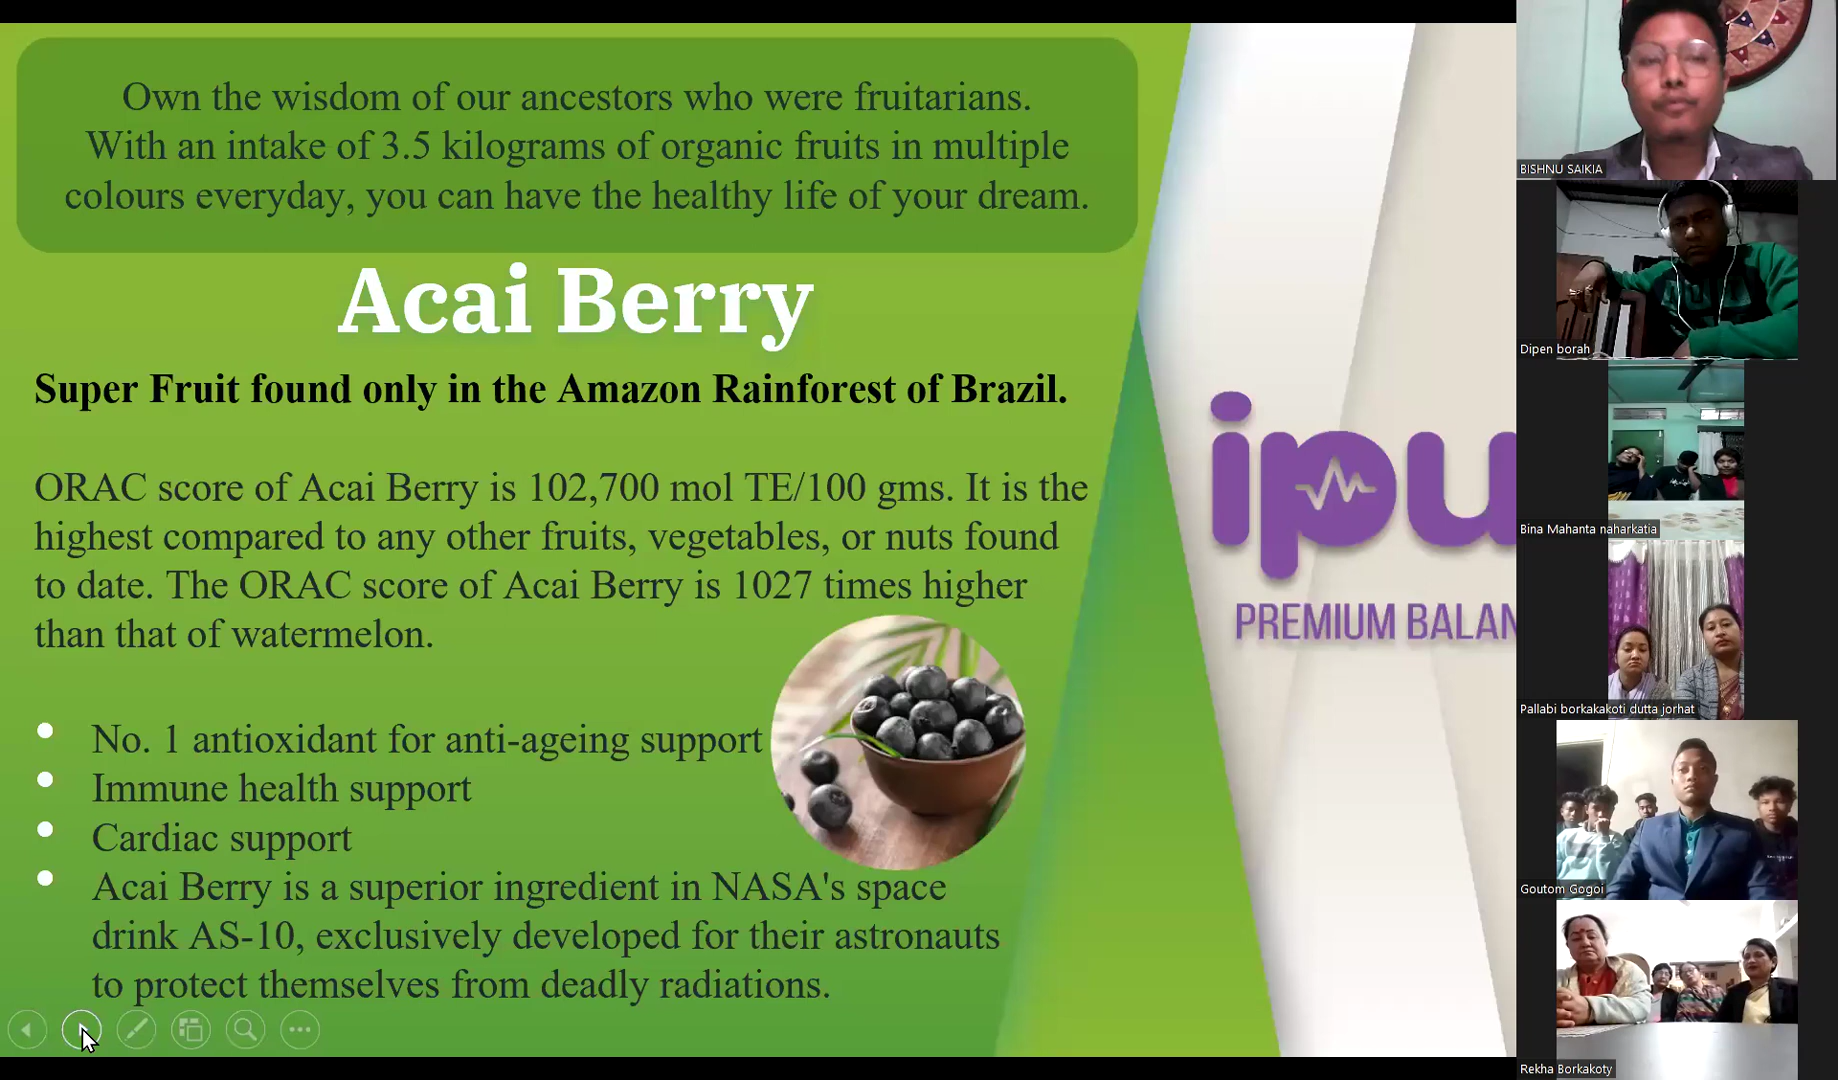 Own the wisdom of our ancestors who were fruitarians.
With an intake of 3.5 kilograms of organic fruits in multiple
colours everyday, you can have the healthy life of your dream.
Acai Berry
Super Fruit found only in the Amazon Rainforest of Brazil.
ORAC score of Acai Berry is 102,700 mol TE/100 gms. It is the
highest compared to any other fruits, vegetables, or nuts found
to date. The ORAC score of Acai Berry is 1027 times higher
than that of watermelon.
No. 1 antioxidant for anti-ageing support
Immune health support
Cardiac support
Acai Berry is a superior ingredient in NASA's space
drink AS-10, exclusively developed for their astronauts
to protect themselves from deadly radiations.
ipu
PREMIUM BALAN
BISHNU SAIKIA
Dipen borah
Bina Mahanta naharkatia
Pallabi borkakakoti dutta jorhat
Goutom Gogoi
Rekha Borkakoty